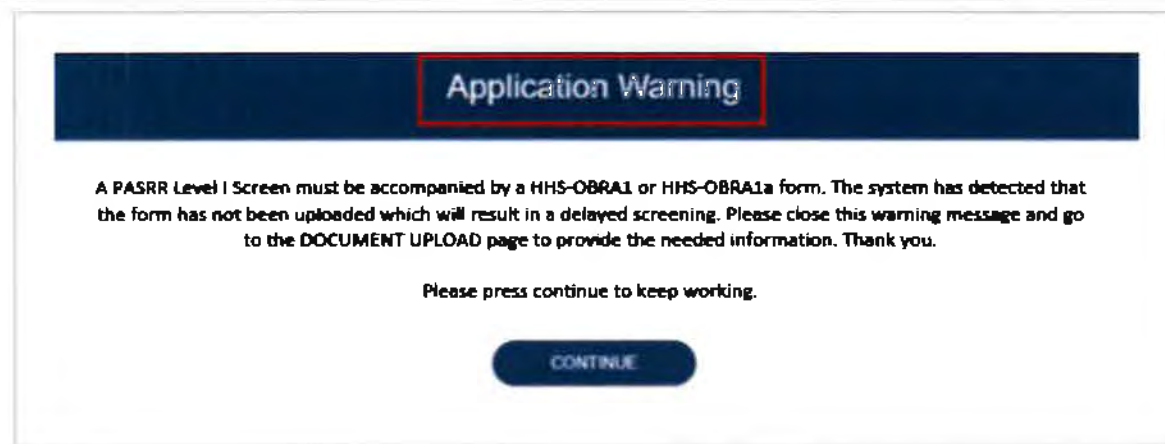 Application Warning
A PASRR Level I Screen must be accompanied by a HHS-OBRA1 or HHS-OBRA1a form. The system has detected that
the form has not been uploaded which will result in a delayed screening. Please close this warning message and go
to the DOCUMENT UPLOAD page to provide the needed information. Thank you.
Please press continue to keep working.
CONTINUE